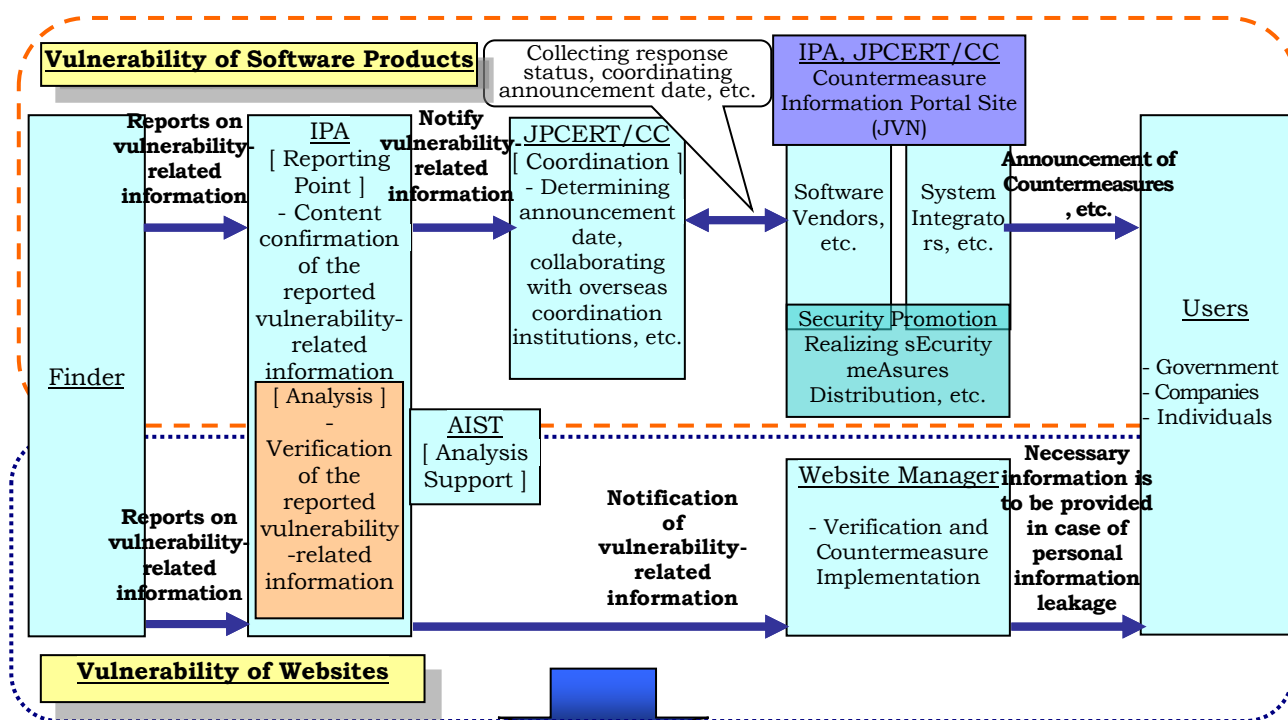 Vulnerability of Software Products
Collecting response
status, coordinating
announcement date, etc.
IPA, JPCERT/CC
Countermeasure
Information Portal Site
(JVN)
Finder
Reports on
vulnerability-
related
information
IPA
[ Reporting
Point ]
- Content
confirmation
of the
reported
vulnerability-
related
information
[ Analysis ]
-
Verification
of the
reported
vulnerability
-related
information
Notify
vulnerability-
related
information
JPCERT/CC
[ Coordination ]
- Determining
announcement
date,
collaborating
with overseas
coordination
institutions, etc.
Software
Vendors,
etc.
System
Integrato
rs, etc.
Security Promotion
Realizing sEcurity
meAsures
Distribution, etc.
Announcement of
Countermeasures
, etc.
Users
- Government
- Companies
- Individuals
AIST
[ Analysis
Support ]
Reports on
vulnerability-
related
information
Notification
of
vulnerability-
related
information
Website Manager
- Verification and
Countermeasure
Implementation
Necessary
information is
to be provided
in case of
personal
information
leakage
Vulnerability of Websites